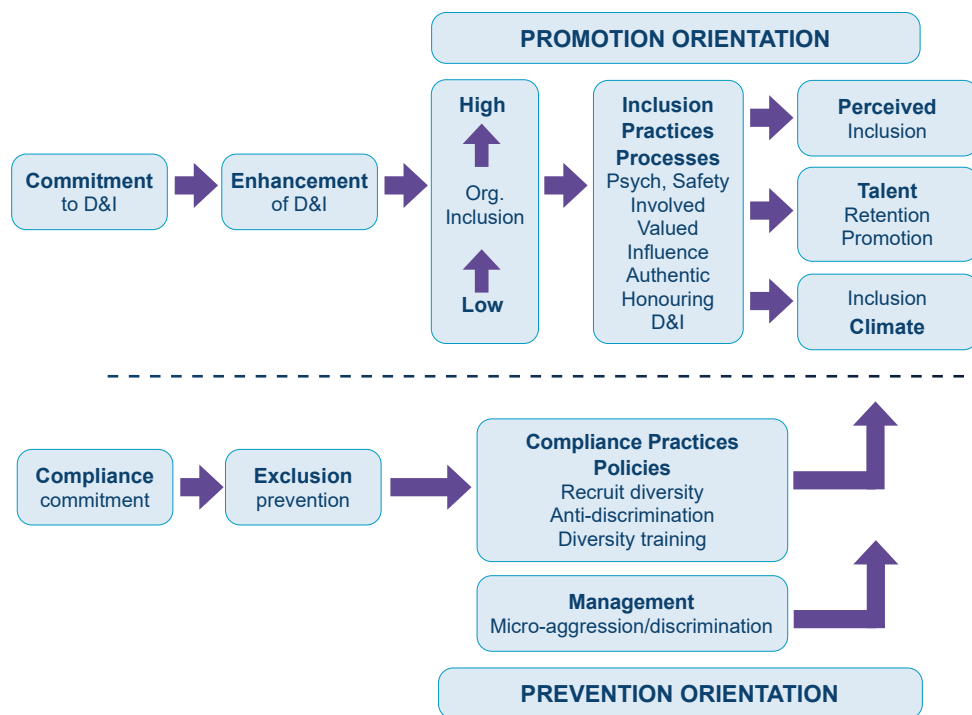 PROMOTION ORIENTATION
Commitment
to D&I
Enhancement
of D&I
High
Org.
Inclusion
Low
Inclusion
Practices
Processes
Psych, Safety
Involved
Valued
Influence
Authentic
Honouring
D&I
Perceived
Inclusion
Talent
Retention
Promotion
Inclusion
Climate
Compliance
commitment
Exclusion
prevention
Compliance Practices
Policies
Recruit diversity
Anti-discrimination
Diversity training
Management
Micro-aggression/discrimination
PREVENTION ORIENTATION